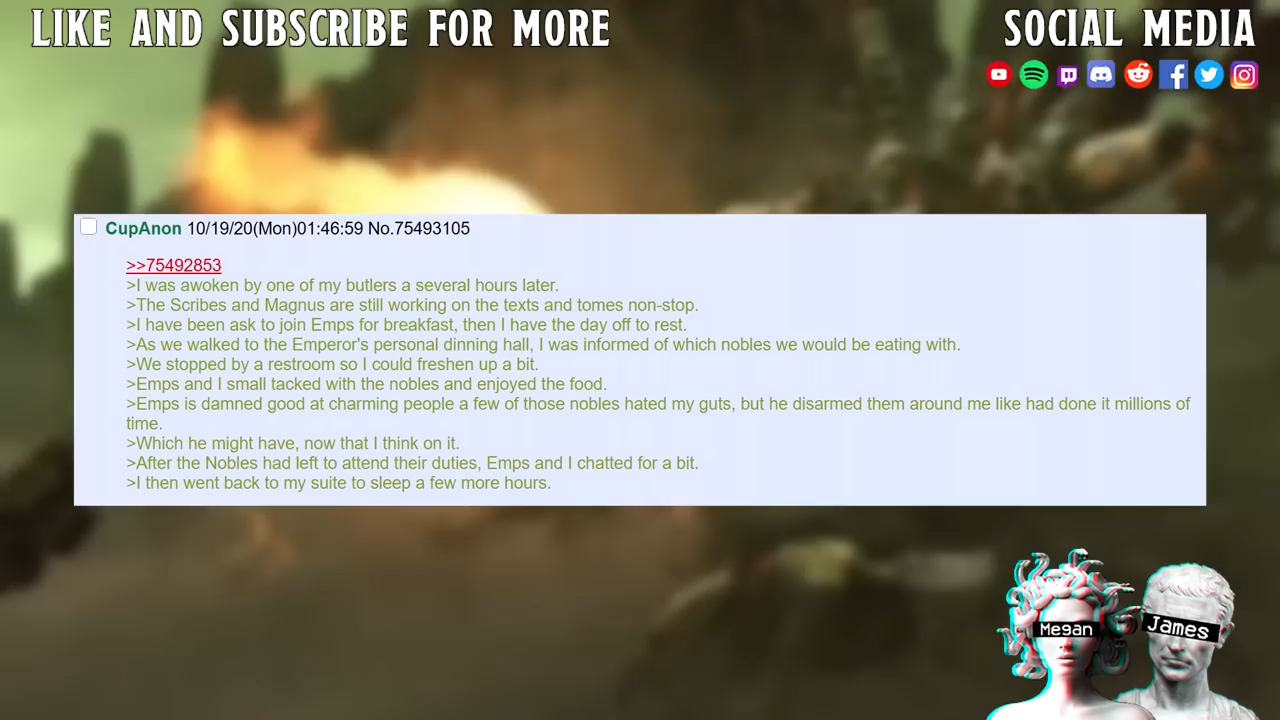 LIKE AND SUBSCRIBE FOR MORE
SOCIAL MEDIA
CupAnon 10/19/20(Mon)01:46:59 No.75493105
>>75492853
>I was awoken by one of my butlers a several hours later.
>The Scribes and Magnus are still working on the texts and tomes non-stop.
>I have been ask to join Emps for breakfast, then I have the day off to rest.
>As we walked to the Emperor's personal dinning hall, I was informed of which nobles we would be eating with.
>We stopped by a restroom so I could freshen up a bit.
>Emps and I small tacked with the nobles and enjoyed the food.
>Emps is damned good at charming people a few of those nobles hated my guts, but he disarmed them around me like had done it millions of
time.
>Which he might have, now that I think on it.
>After the Nobles had left to attend their duties, Emps and I chatted for a bit.
>I then went back to my suite to sleep a few more hours.
Megan
James